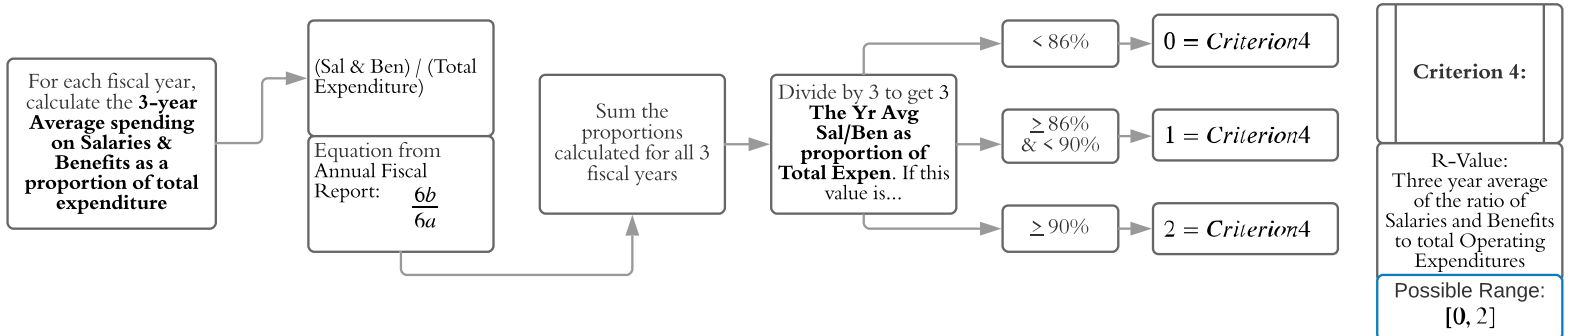 For each fiscal year,
calculate the 3-year
Average spending
on Salaries &
Benefits as a
proportion of total
expenditure
(Sal & Ben) / (Total
Expenditure)
Equation from
Annual Fiscal
Report:
6b
6a
Sum the
proportions
calculated for all 3
fiscal years
Divide by 3 to get 3
The Yr Avg
Sal/Ben as
proportion of
Total Expen. If this
value is...
< 86%
0 = Criterion4
≥ 86%
& < 90%
1 = Criterion4
≥ 90%
2 = Criterion4
Criterion 4:
R-Value:
Three year average
of the ratio of
Salaries and Benefits
to total Operating
Expenditures
Possible Range:
[0, 2]